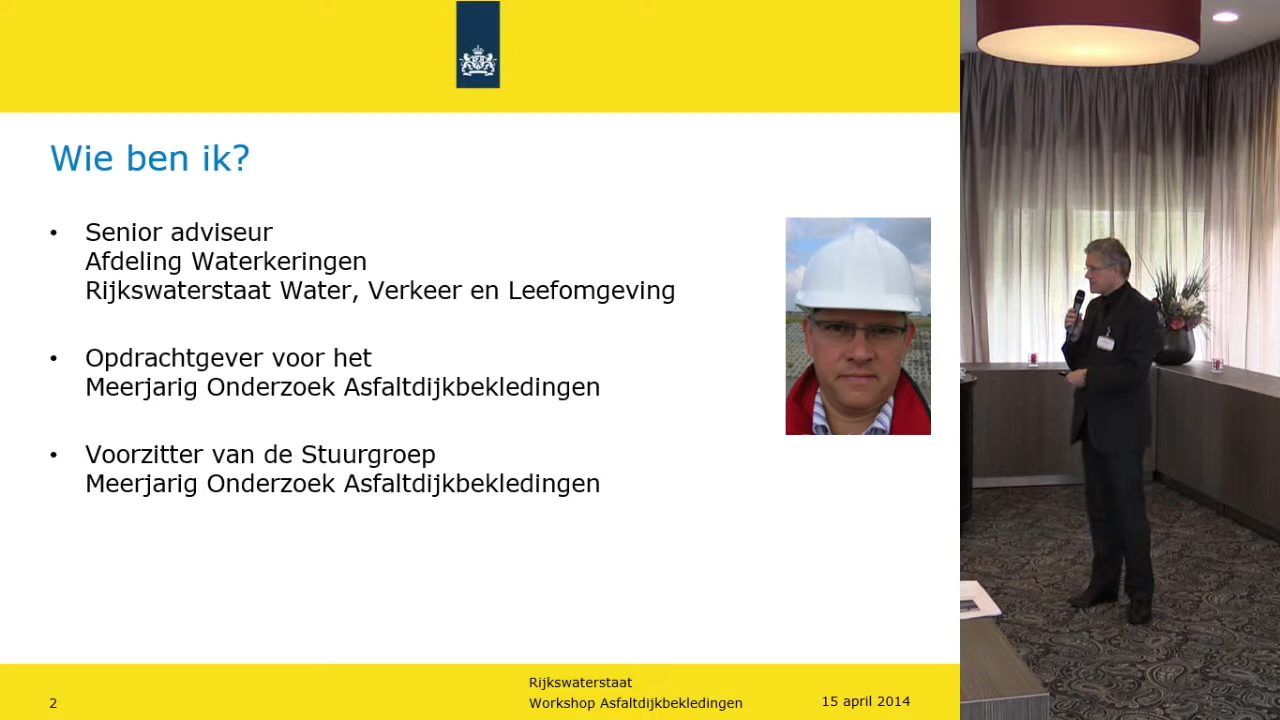 Wie ben ik?
• Senior adviseur
Afdeling Waterkeringen
Rijkswaterstaat Water, Verkeer en Leefomgeving
• Opdrachtgever voor het
Meerjarig Onderzoek Asfaltdijkbekledingen
• Voorzitter van de Stuurgroep
Meerjarig Onderzoek Asfaltdijkbekledingen
2
Rijkswaterstaat
Workshop Asfaltdijkbekledingen
15 april 2014